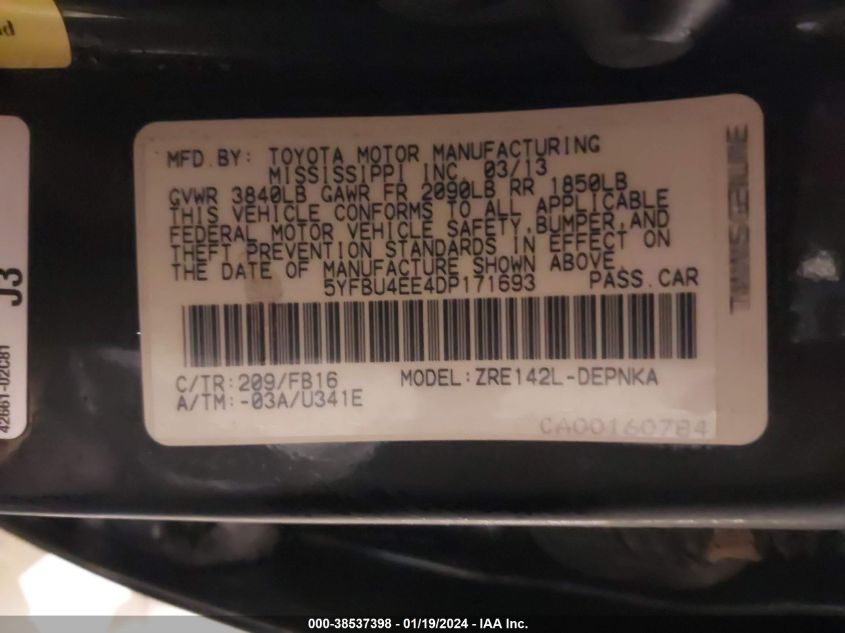 MFD.BY: TOYOTA MOTOR MANUFACTURING
MISSISSIPPI INC. 03/13
GVWR 3840LB GAWR FR 2090LB RR 1850LB
THIS VEHICLE CONFORMS TO ALL APPLICABLE
FEDERAL MOTOR VEHICLE SAFETY,BUMPER,AND
THEFT PREVENTION STANDARDS IN EFFECT ON
THE DATE OF MANUFACTURE SHOWN ABOVE.
5YFBU4EE4DP171693 PASS.CAR
C/TR:209/FB16 MODEL:ZRE142L-DEPNKA
A/TM:-03A/U341E
CA00160784
J3
42661-02C81
000-38537398 - 01/19/2024 - IAA Inc.